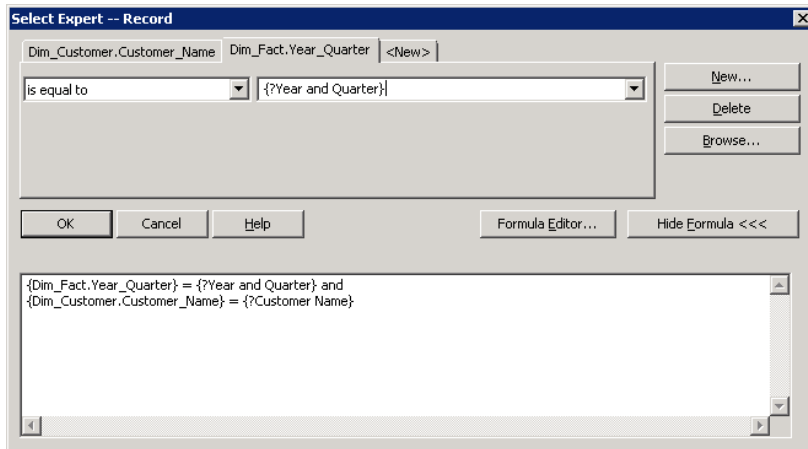 Select Expert -- Record
Dim_Customer.Customer_Name Dim_Fact.Year_Quarter <New>
is equal to {?Year and Quarter} New...
Delete
Browse...
OK Cancel Help Formula Editor... Hide Formula <<<
{Dim_Fact.Year_Quarter} = {?Year and Quarter} and
{Dim_Customer.Customer_Name} = {?Customer Name}